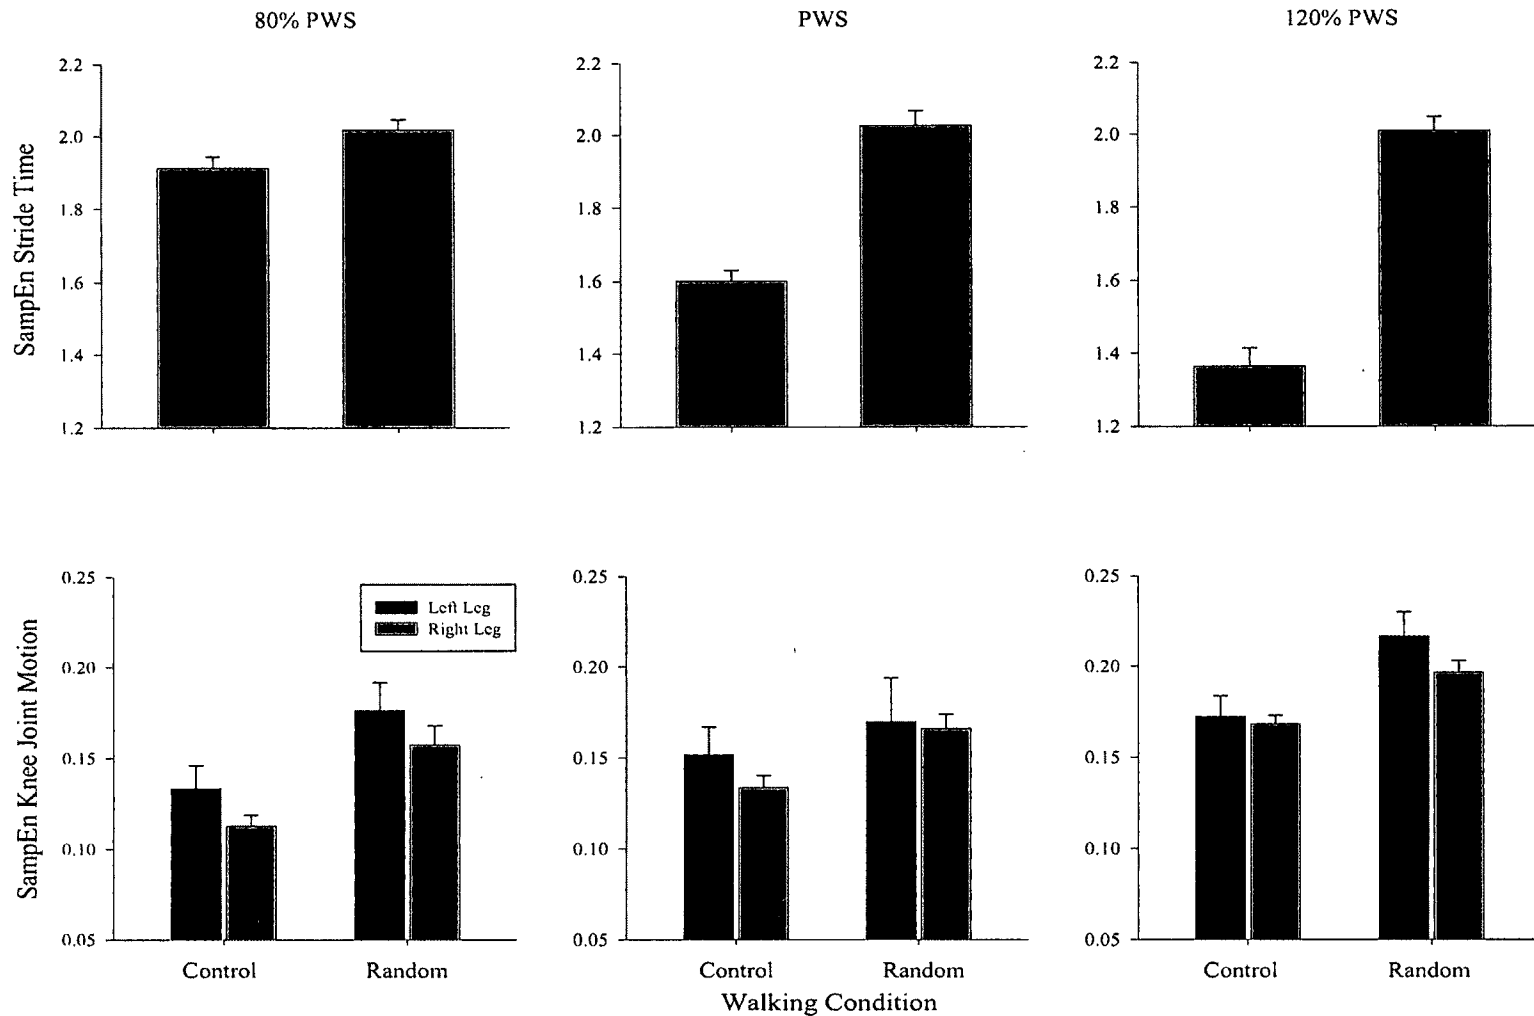 80% PWS
PWS
120% PWS
SampEn Stride Time
2.2
2.0
1.8
1.6
1.4
1.2
2.2
2.0
1.8
1.6
1.4
1.2
2.2
2.0
1.8
1.6
1.4
1.2
SampEn Knee Joint Motion
0.25
0.20
0.15
0.10
0.05
Left Leg
Right Leg
Control
Random
0.25
0.20
0.15
0.10
0.05
Control
Random
0.25
0.20
0.15
0.10
0.05
Control
Random
Walking Condition